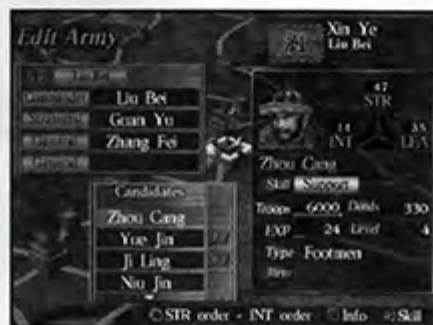 Edit Army
Xin Ye
Liu Bei
Liu Bei
Guan Yu
Zhang Fei
47
STR
INT
LEA
Zhou Cang
Skill Support
Troops 6000 Deeds 330
EXP 24 Level 4
Type Footmen
Candidates
Zhou Cang
Yue Jin
Ji Ling
Niu Jin
STR order - INT order Info Skill